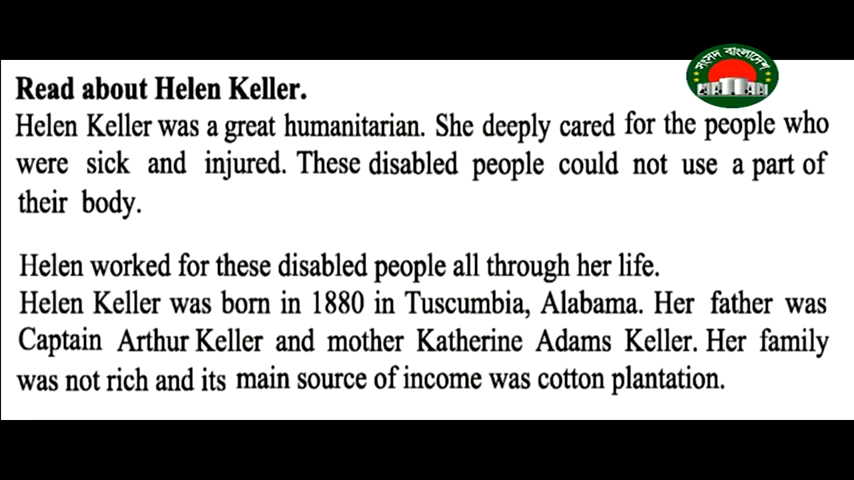 সংসদ বাংলাদেশ
Read about Helen Keller.
Helen Keller was a great humanitarian. She deeply cared for the people who
were sick and injured. These disabled people could not use a part of
their body.
Helen worked for these disabled people all through her life.
Helen Keller was born in 1880 in Tuscumbia, Alabama. Her father was
Captain Arthur Keller and mother Katherine Adams Keller. Her family
was not rich and its main source of income was cotton plantation.